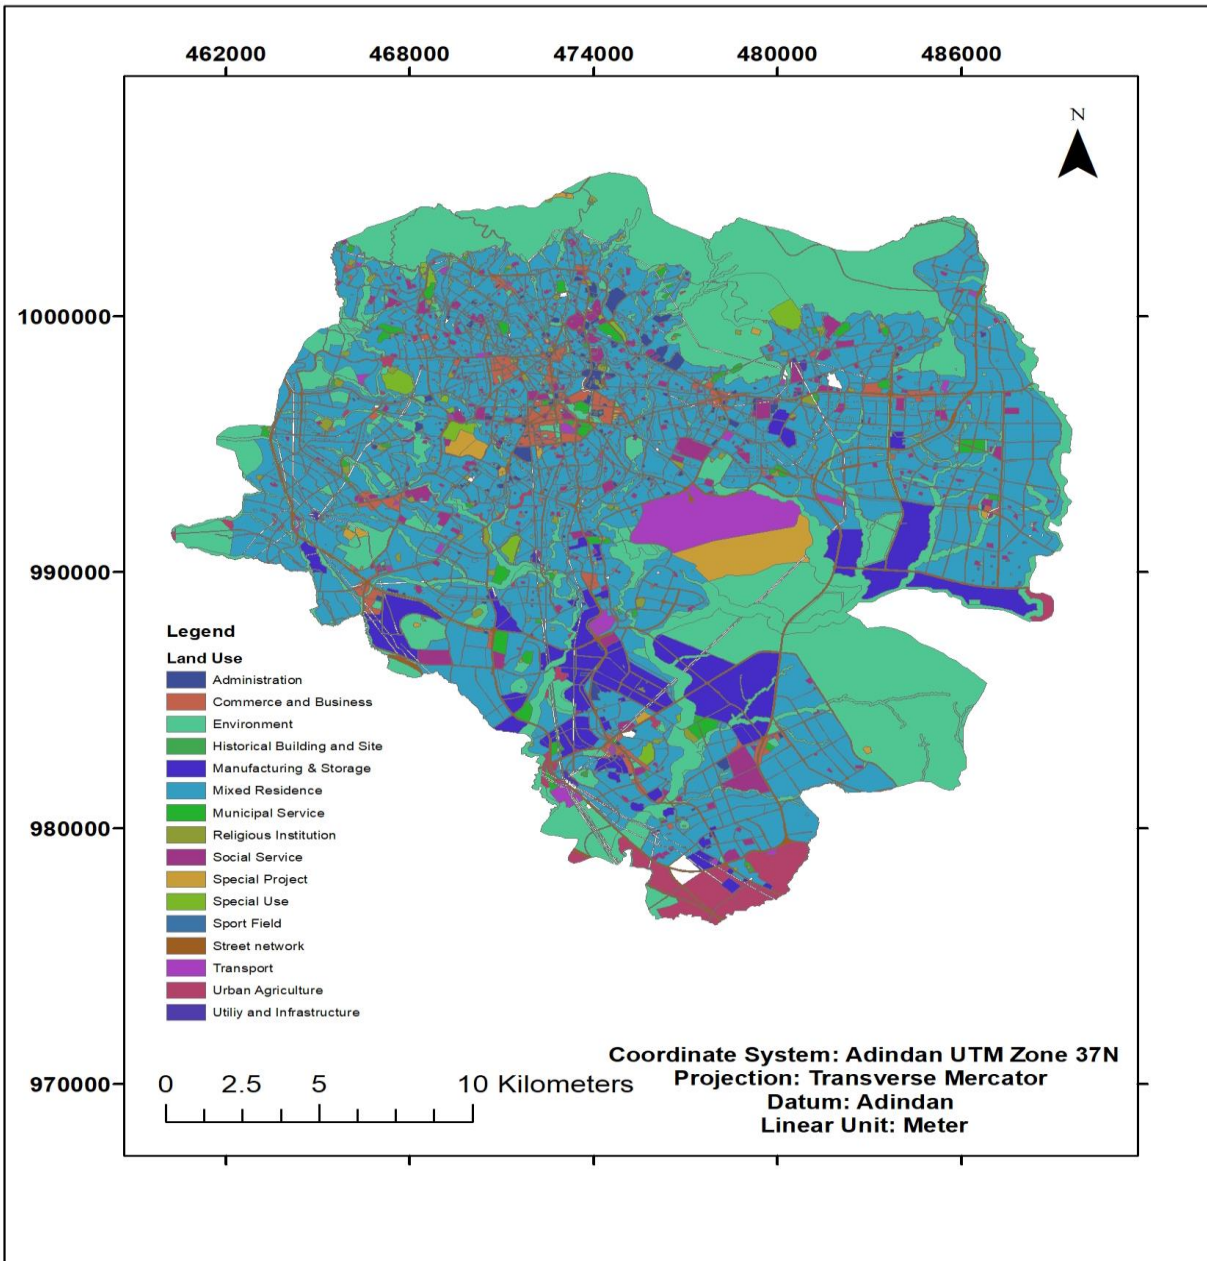 462000 468000 474000 480000 486000
N
1000000
990000
980000
970000
Legend
Land Use
Administration
Commerce and Business
Environment
Historical Building and Site
Manufacturing & Storage
Mixed Residence
Municipal Service
Religious Institution
Social Service
Special Project
Special Use
Sport Field
Street network
Transport
Urban Agriculture
Utiliy and Infrastructure
0 2.5 5 10 Kilometers
Coordinate System: Adindan UTM Zone 37N
Projection: Transverse Mercator
Datum: Adindan
Linear Unit: Meter